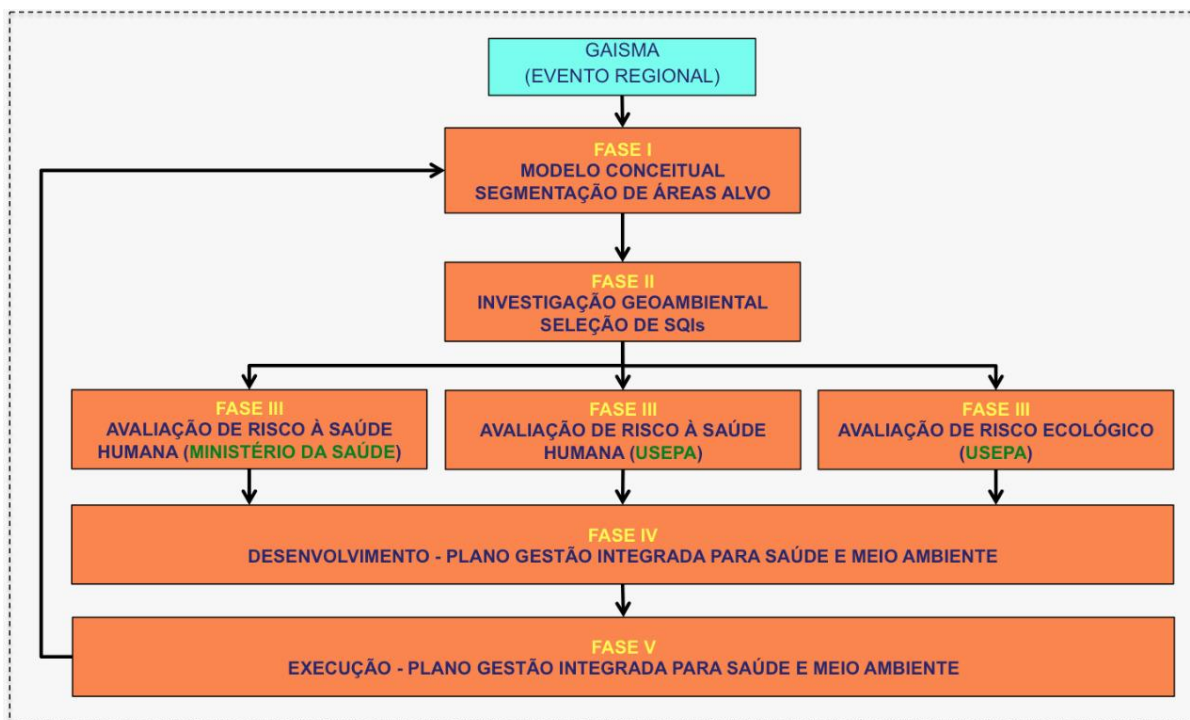 GAISMA
(EVENTO REGIONAL)
FASE I
MODELO CONCEITUAL
SEGMENTAÇÃO DE ÁREAS ALVO
FASE II
INVESTIGAÇÃO GEOAMBIENTAL
SELEÇÃO DE SQIs
FASE III
AVALIAÇÃO DE RISCO À SAÚDE
HUMANA (MINISTÉRIO DA SAÚDE)
FASE III
AVALIAÇÃO DE RISCO À SAÚDE
HUMANA (USEPA)
FASE III
AVALIAÇÃO DE RISCO ECOLÓGICO
(USEPA)
FASE IV
DESENVOLVIMENTO - PLANO GESTÃO INTEGRADA PARA SAÚDE E MEIO AMBIENTE
FASE V
EXECUÇÃO - PLANO GESTÃO INTEGRADA PARA SAÚDE E MEIO AMBIENTE